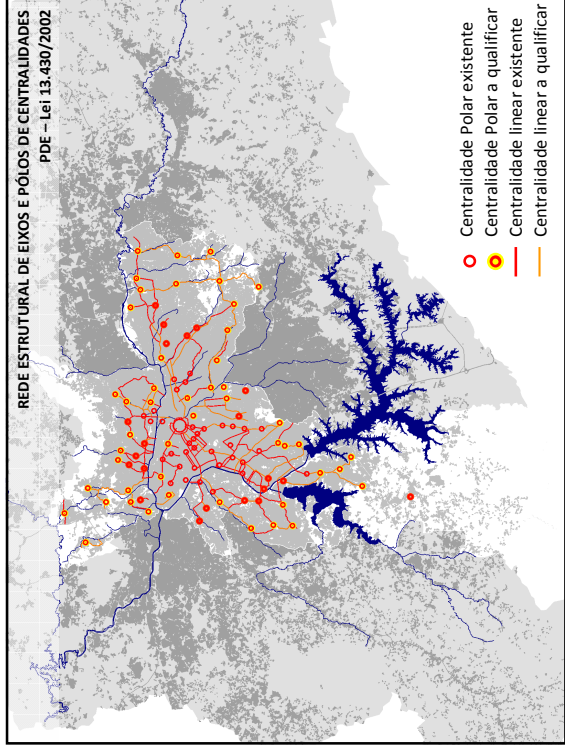 REDE ESTRUTURAL DE EIXOS E PÓLOS DE CENTRALIDADES
PDE – Lei 13.430/2002
Centralidade Polar existente
Centralidade Polar a qualificar
Centralidade linear existente
Centralidade linear a qualificar